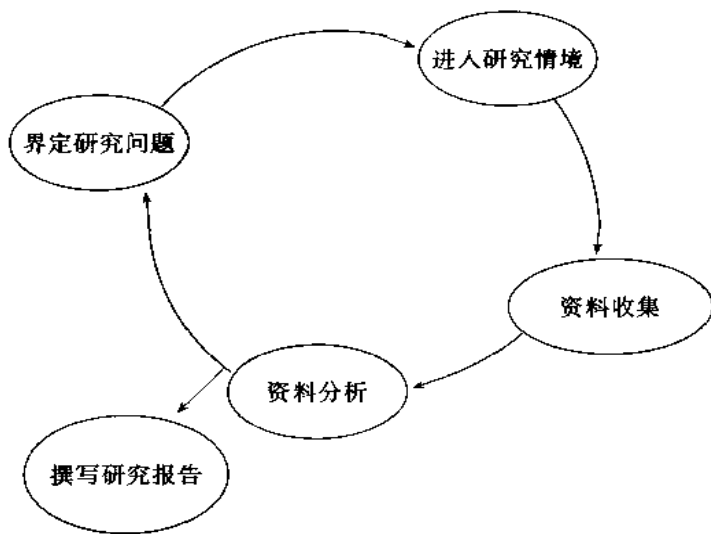 进入研究情境
界定研究问题
资料收集
资料分析
撰写研究报告